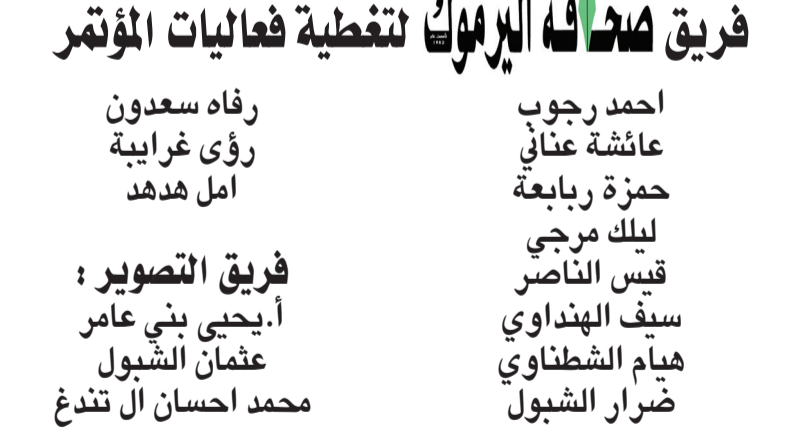 فريق صحافة اليرموك لتغطية فعاليات المؤتمر
احمد رجوب
عائشة عناني
حمزة ربابعة
ليلك مرجي
قيس الناصر
سيف الهنداوي
هيام الشطناوي
ضرار الشبول
رفاه سعدون
رؤى غرايبة
امل هدهد
فريق التصوير :
أ.يحيى بني عامر
عثمان الشبول
محمد احسان ال تندغ